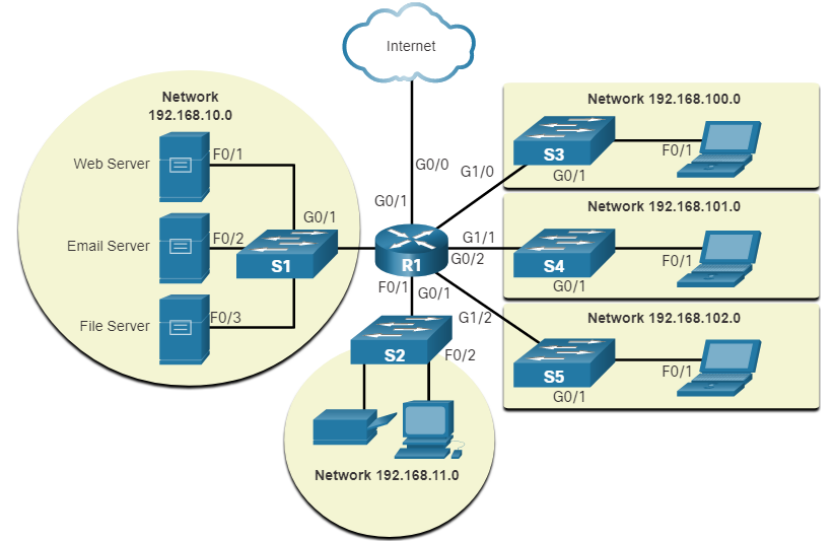 Internet
Network
192.168.10.0
Web Server
F0/1
Email Server
F0/2
File Server
F0/3
G0/1
S1
G0/0
G0/1
R1
G1/0
G1/1
G0/2
G1/2
F0/1
G0/1
S2
F0/2
Network 192.168.11.0
Network 192.168.100.0
S3
G0/1
F0/1
Network 192.168.101.0
S4
G0/1
F0/1
Network 192.168.102.0
S5
G0/1
F0/1